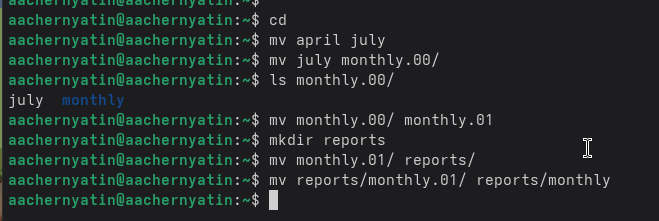 aachernyatin@aachernyatin:~$ cd
aachernyatin@aachernyatin:~$ mv april july
aachernyatin@aachernyatin:~$ mv july monthly.00/
aachernyatin@aachernyatin:~$ ls monthly.00/
july  monthly
aachernyatin@aachernyatin:~$ mv monthly.00/ monthly.01
aachernyatin@aachernyatin:~$ mkdir reports
aachernyatin@aachernyatin:~$ mv monthly.01/ reports/
aachernyatin@aachernyatin:~$ mv reports/monthly.01/ reports/monthly
aachernyatin@aachernyatin:~$